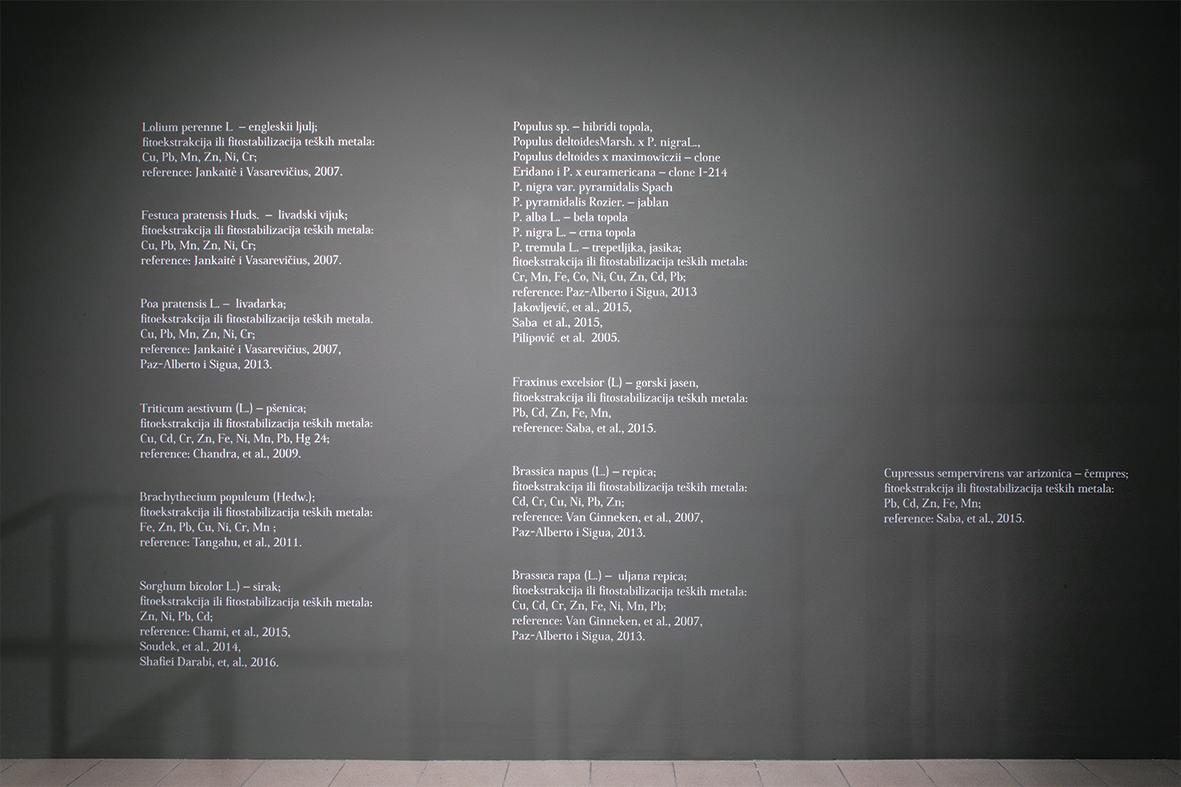 Lolium perenne L – engleskii ljulj;
fitoekstrakcija ili fitostabilizacija teških metala:
Cu, Pb, Mn, Zn, Ni, Cr;
reference: Jankaitė i Vasarevičius, 2007.
Festuca pratensis Huds. – livadski vijuk;
fitoekstrakcija ili fitostabilizacija teških metala:
Cu, Pb, Mn, Zn, Ni, Cr;
reference: Jankaitė i Vasarevičius, 2007.
Poa pratensis L. – livadarka;
fitoekstrakcija ili fitostabilizacija teških metala.
Cu, Pb, Mn, Zn, Ni, Cr;
reference: Jankaitė i Vasarevičius, 2007,
Paz-Alberto i Sigua, 2013.
Triticum aestivum (L.) – pšenica;
fitoekstrakcija ili fitostabilizacija teških metala:
Cu, Cd, Cr, Zn, Fe, Ni, Mn, Pb, Hg 24;
reference: Chandra, et al., 2009.
Brachythecium populeum (Hedw.);
fitoekstrakcija ili fitostabilizacija teških metala:
Fe, Zn, Pb, Cu, Ni, Cr, Mn ;
reference: Tangahu, et al., 2011.
Sorghum bicolor L.) – sirak;
fitoekstrakcija ili fitostabilizacija teških metala:
Zn, Ni, Pb, Cd;
reference: Chami, et al., 2015,
Soudek, et al., 2014,
Shafiei Darabi, et, al., 2016.
Populus sp. – hibridi topola,
Populus deltoidesMarsh. x P. nigraL.,
Populus deltoides x maximowiczii – clone
Eridano i P. x euramericana – clone I-214
P. nigra var. pyramidalis Spach
P. pyramidalis Rozier. – jablan
P. alba L. – bela topola
P. nigra L. – crna topola
P. tremula L. – trepetljika, jasika;
fitoekstrakcija ili fitostabilizacija teških metala:
Cr, Mn, Fe, Co, Ni, Cu, Zn, Cd, Pb;
reference: Paz-Alberto i Sigua, 2013
Jakovljević, et al., 2015,
Saba et al., 2015,
Pilipović et al. 2005.
Fraxinus excelsior (L) – gorski jasen,
fitoekstrakcija ili fitostabilizacija teških metala:
Pb, Cd, Zn, Fe, Mn,
reference: Saba, et al., 2015.
Brassica napus (L.) – repica;
fitoekstrakcija ili fitostabilizacija teških metala:
Cd, Cr, Cu, Ni, Pb, Zn;
reference: Van Ginneken, et al., 2007,
Paz-Alberto i Sigua, 2013.
Brassica rapa (L.) – uljana repica;
fitoekstrakcija ili fitostabilizacija teških metala:
Cu, Cd, Cr, Zn, Fe, Ni, Mn, Pb;
reference: Van Ginneken, et al., 2007,
Paz-Alberto i Sigua, 2013.
Cupressus sempervirens var arizonica – čempres;
fitoekstrakcija ili fitostabilizacija teških metala:
Pb, Cd, Zn, Fe, Mn;
reference: Saba, et al., 2015.